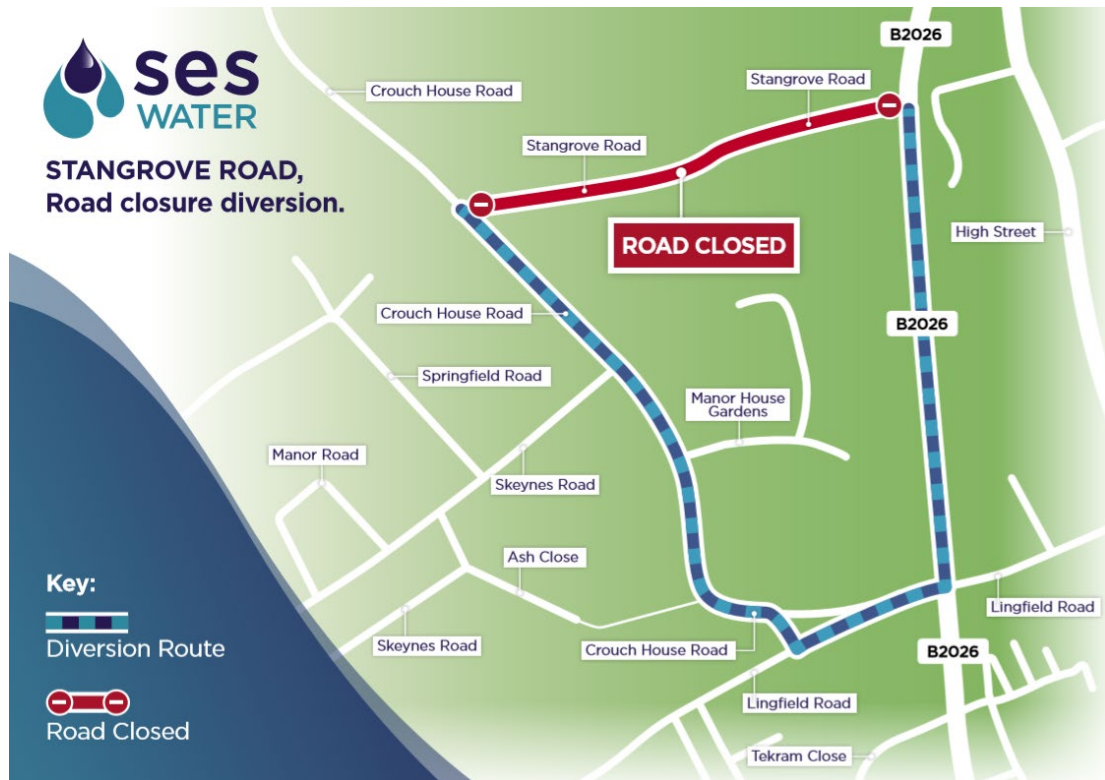 ses
WATER
STANGROVE ROAD,
Road closure diversion.
B2026
Crouch House Road
Stangrove Road
Stangrove Road
ROAD CLOSED
High Street
Crouch House Road
B2026
Springfield Road
Manor House
Gardens
Manor Road
Skeynes Road
Ash Close
Lingfield Road
Skeynes Road
Crouch House Road
B2026
Lingfield Road
Tekram Close
Key:
Diversion Route
Road Closed